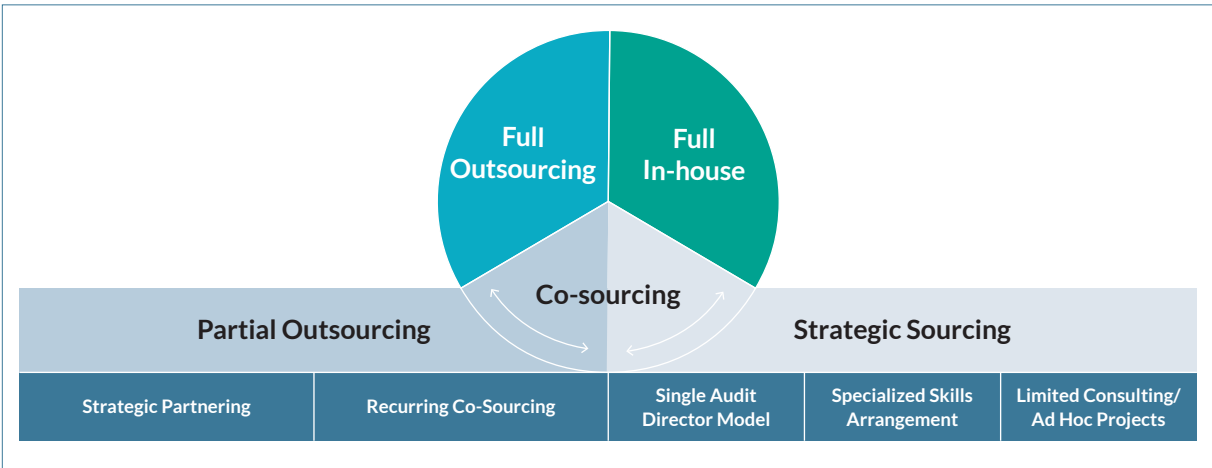 Full
Outsourcing
Full
In-house
Co-sourcing
Partial Outsourcing
Strategic Sourcing
Strategic Partnering
Recurring Co-Sourcing
Single Audit
Director Model
Specialized Skills
Arrangement
Limited Consulting/
Ad Hoc Projects